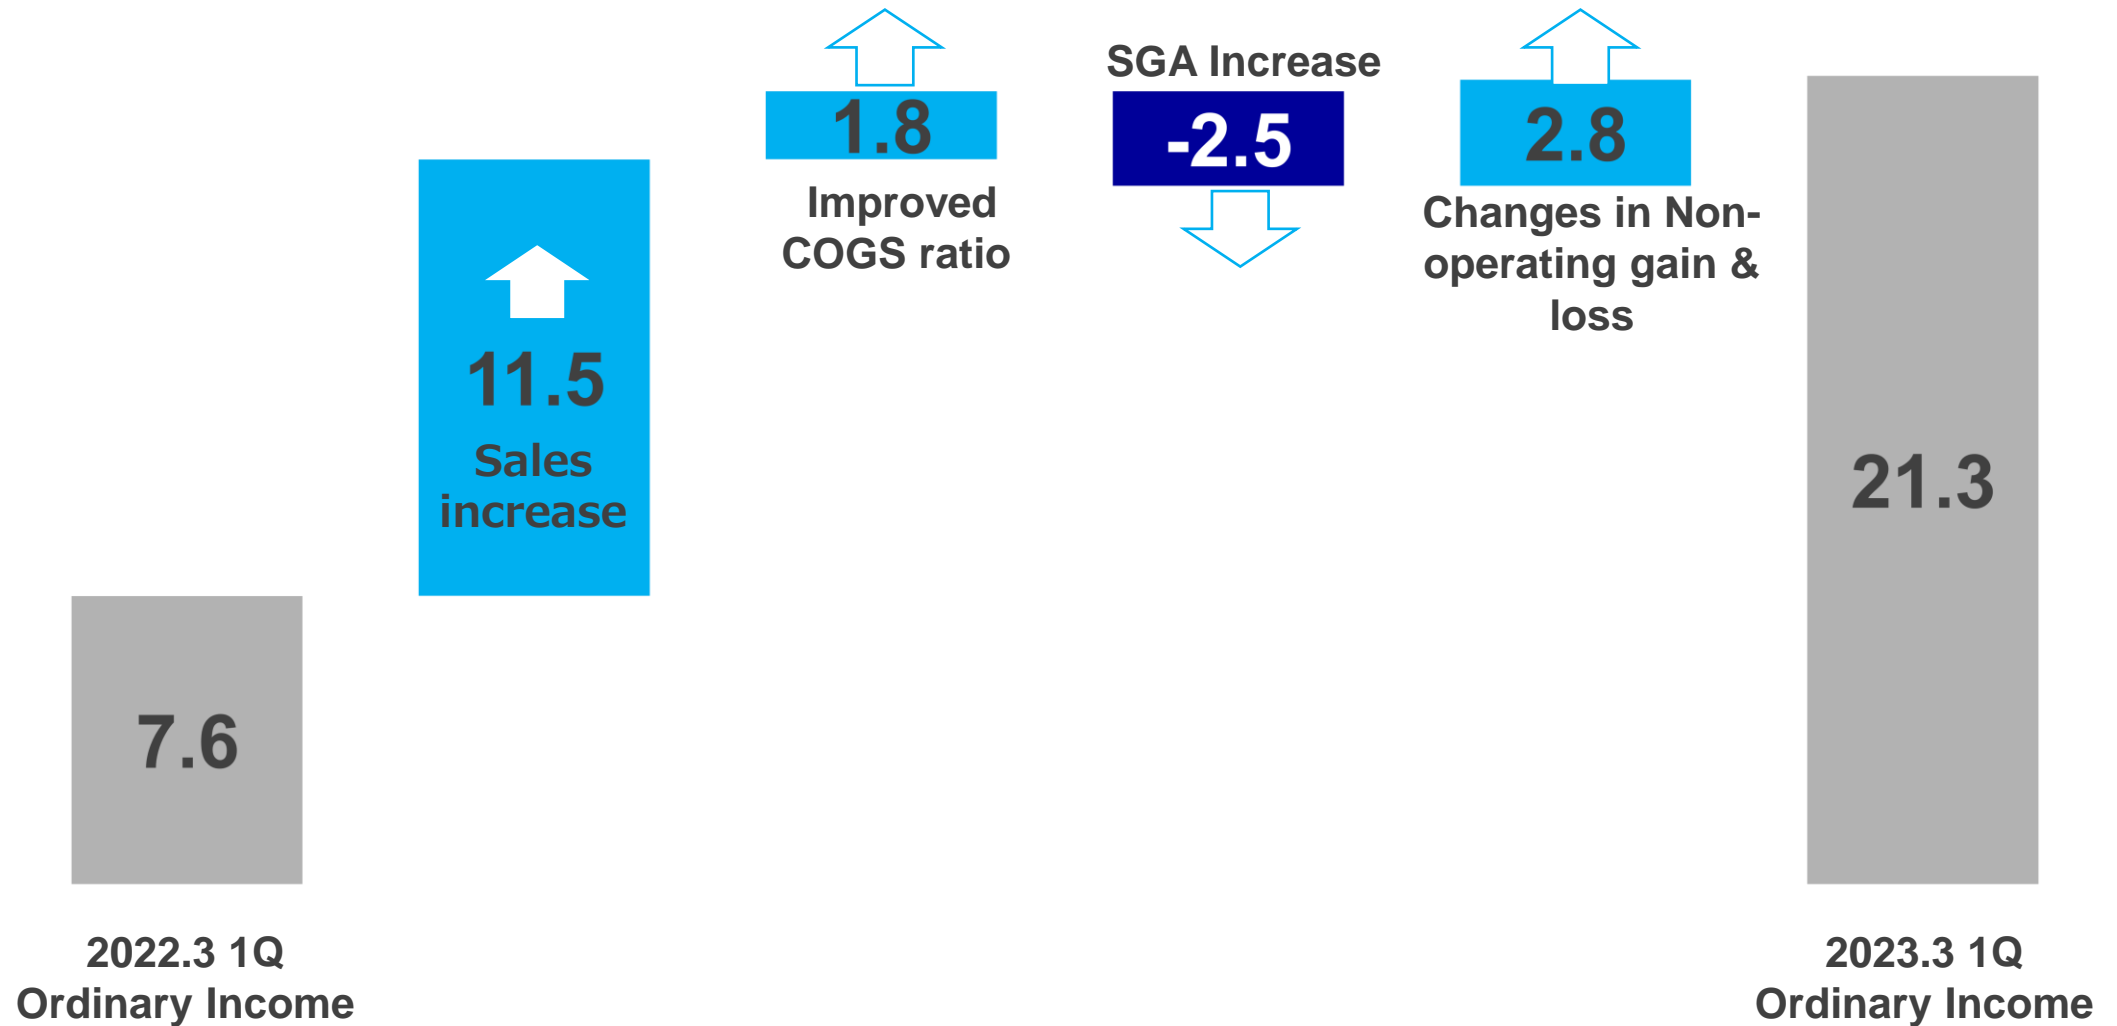 7.6
2022.3 1Q
Ordinary Income
11.5
Sales
increase
1.8
Improved
COGS ratio
SGA Increase
-2.5
2.8
Changes in Non-
operating gain &
loss
21.3
2023.3 1Q
Ordinary Income